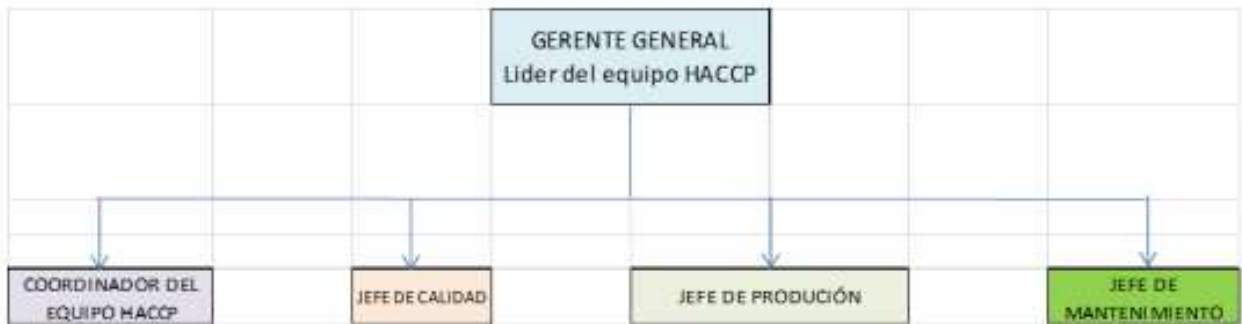 GERENTE GENERAL
Lider del equipo HACCP
COORDINADOR DEL
EQUIPO HACCP
JEFE DE CALIDAD
JEFE DE PRODUCIÓN
JEFE DE
MANTENIMIENTO